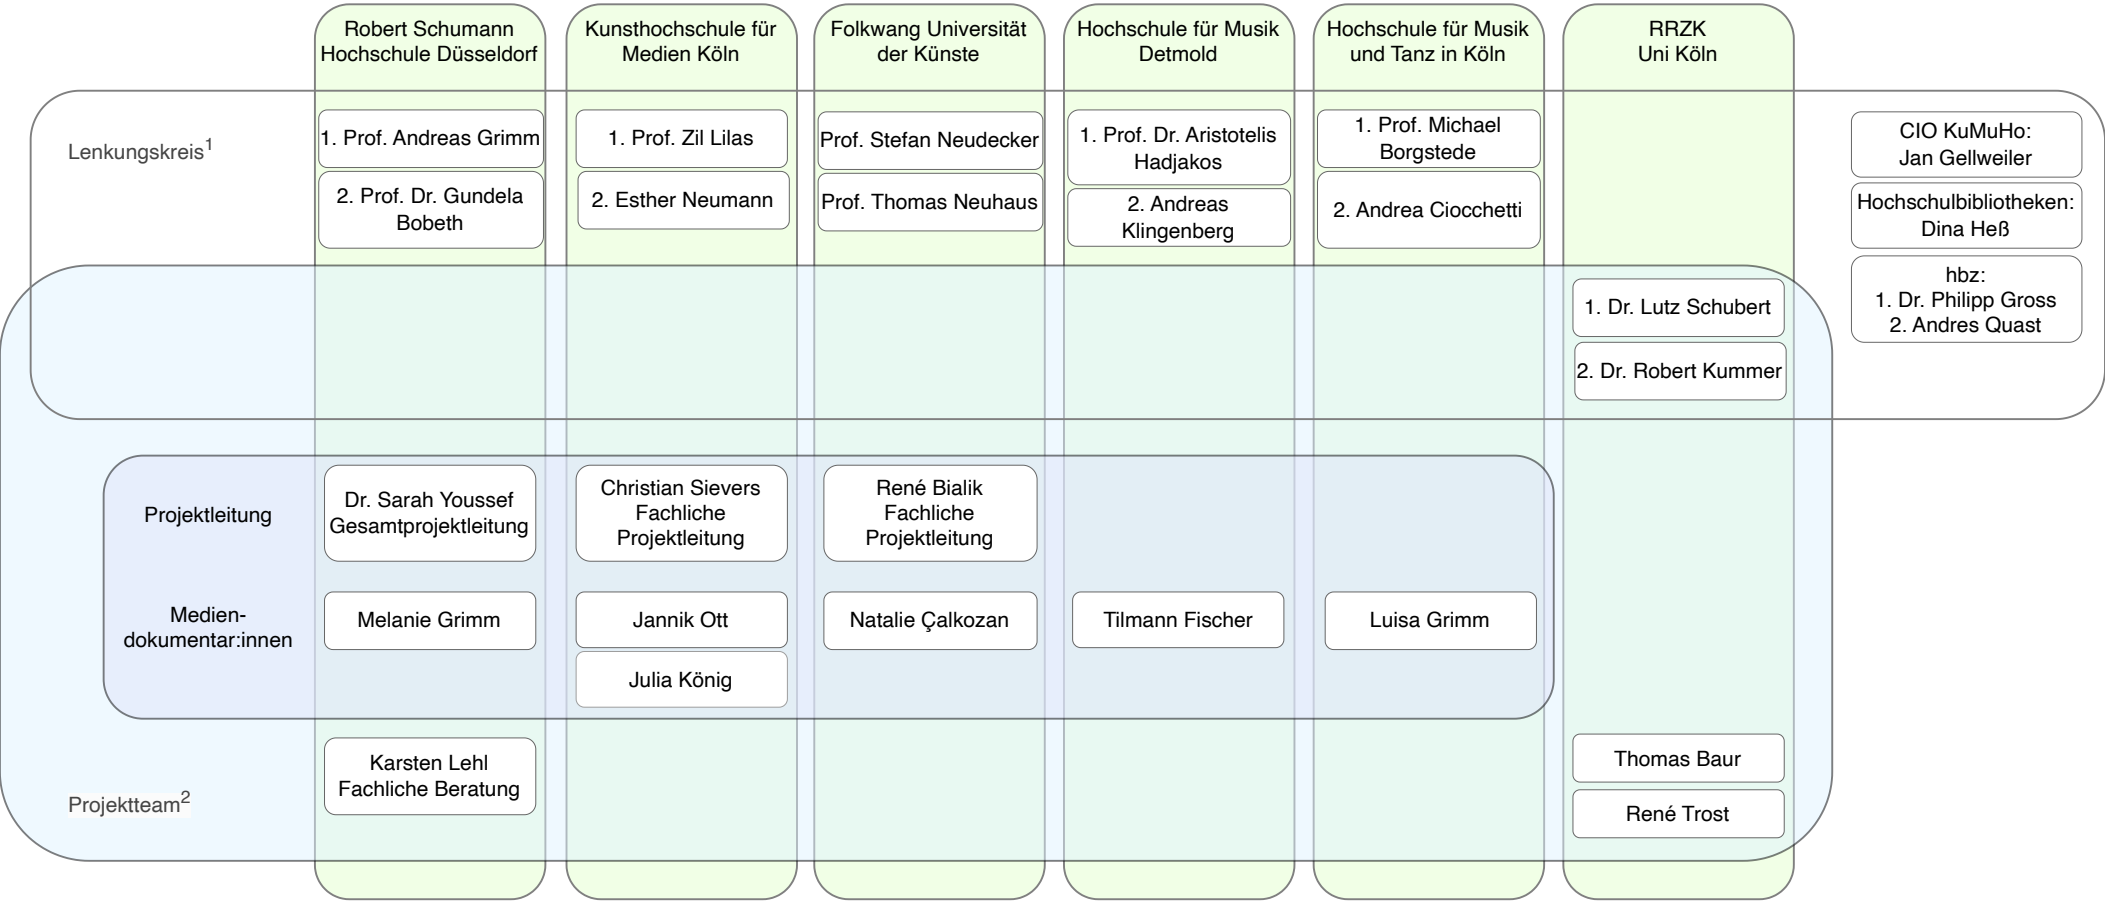 Robert Schumann
Hochschule Düsseldorf
Kunsthochschule für
Medien Köln
Folkwang Universität
der Künste
Hochschule für Musik
Detmold
Hochschule für Musik
und Tanz in Köln
RRZK
Uni Köln
Lenkungskreis1
1. Prof. Andreas Grimm
2. Prof. Dr. Gundela
Bobeth
1. Prof. Zil Lilas
2. Esther Neumann
Prof. Stefan Neudecker
Prof. Thomas Neuhaus
1. Prof. Dr. Aristotelis
Hadjakos
2. Andreas
Klingenberg
1. Prof. Michael
Borgstede
2. Andrea Ciocchetti
1. Dr. Lutz Schubert
2. Dr. Robert Kummer
CIO KuMuHo:
Jan Gellweiler
Hochschulbibliotheken:
Dina Heß
hbz:
1. Dr. Philipp Gross
2. Andres Quast
Projektleitung
Dr. Sarah Youssef
Gesamtprojektleitung
Christian Sievers
Fachliche
Projektleitung
René Bialik
Fachliche
Projektleitung
Medien-
dokumentar:innen
Melanie Grimm
Jannik Ott
Julia König
Natalie Çalkozan
Tilmann Fischer
Luisa Grimm
Projektteam2
Karsten Lehl
Fachliche Beratung
Thomas Baur
René Trost